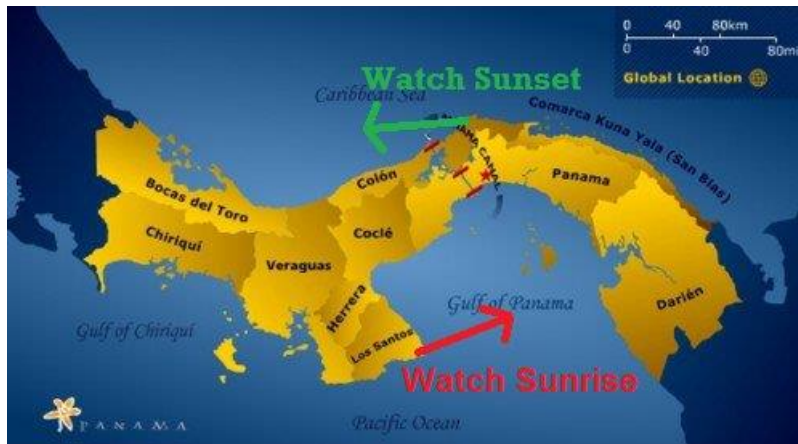 0 40 80km
0 40 80mi
Global Location
Watch Sunset
Caribbean Sea
Comarca Kuna Yala (San Blas)
PANAMA CANAL
Colón
Panama
Bocas del Toro
Chiriquí
Coclé
Veraguas
Herrera
Los Santos
Darién
Gulf of Panama
Gulf of Chiriquí
Watch Sunrise
Pacific Ocean
PANAMA